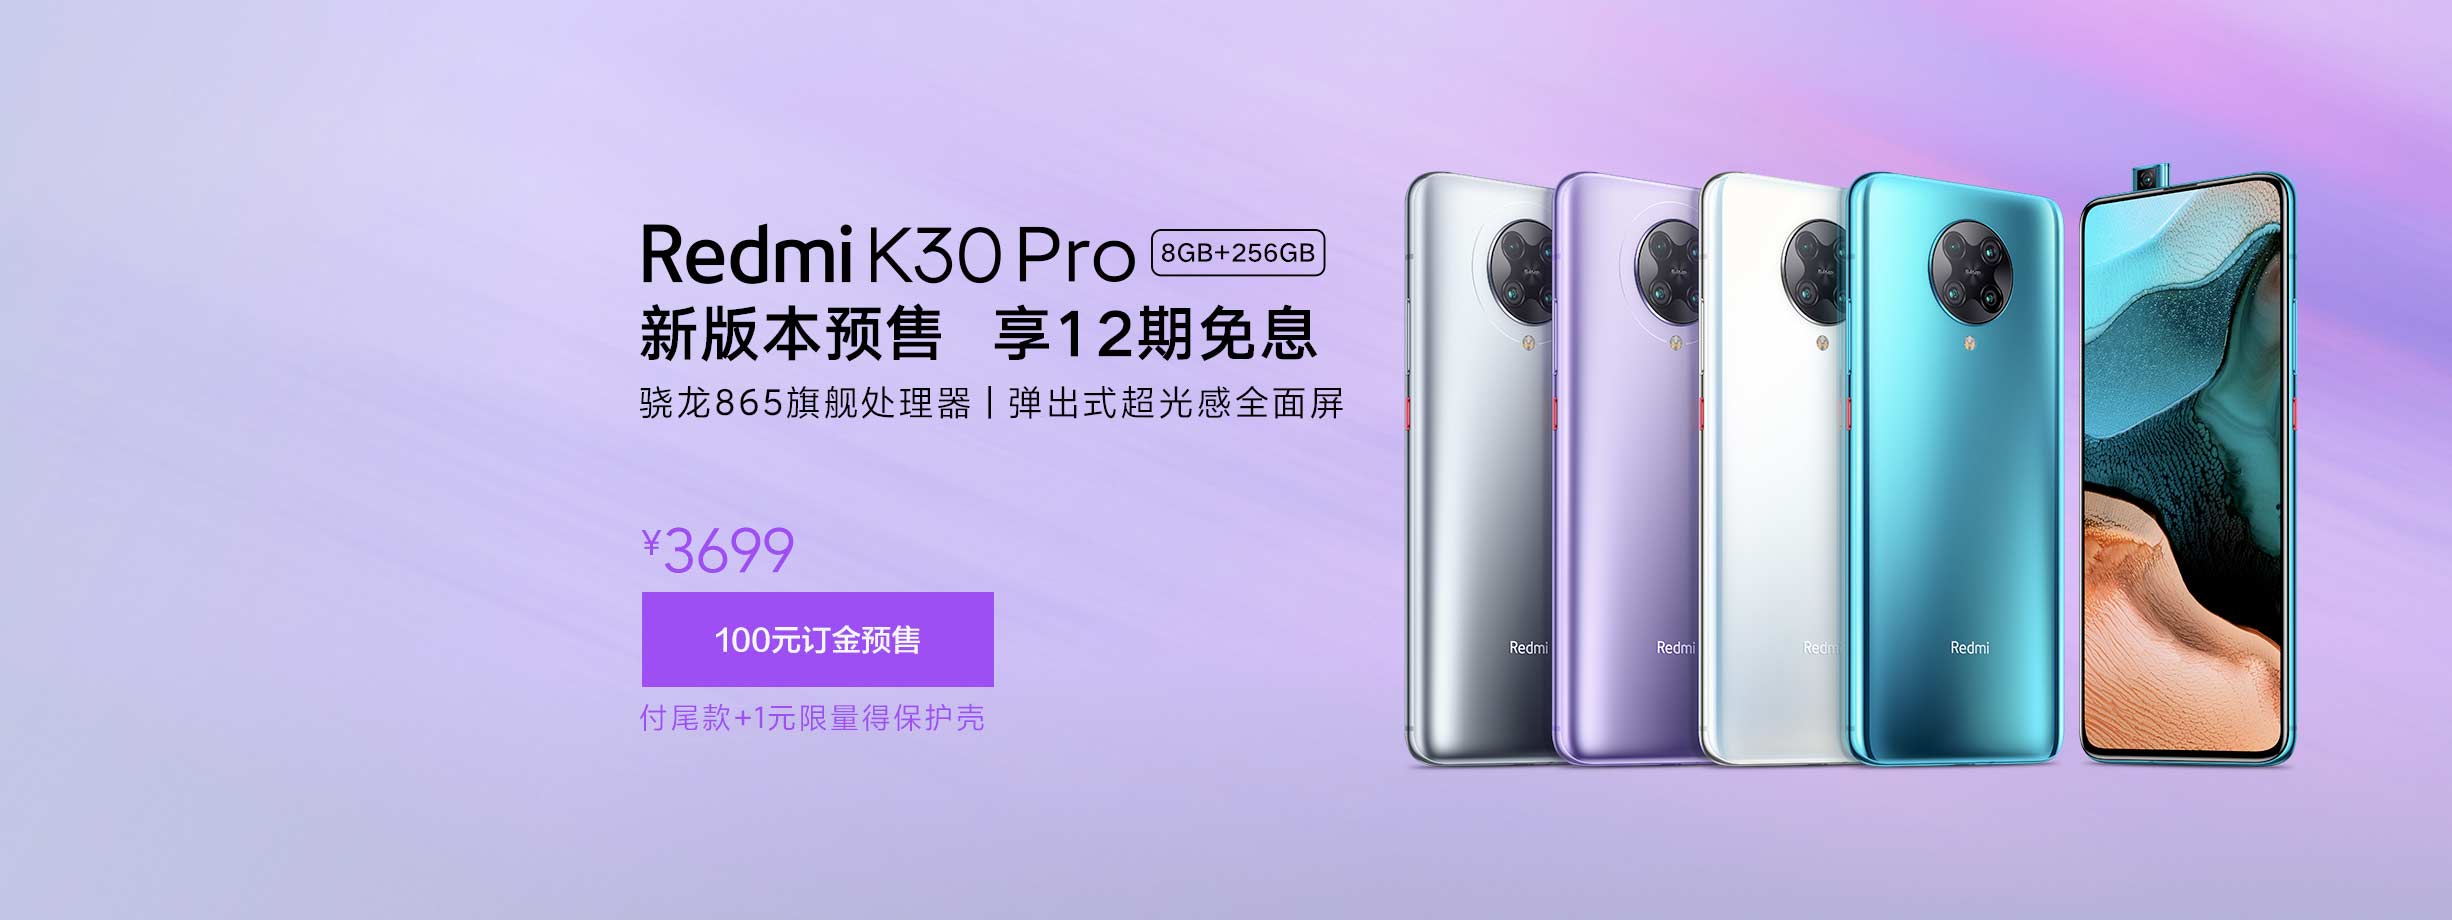 Redmi K30 Pro 8GB+256GB
新版本预售 享12期免息
骁龙865旗舰处理器 | 弹出式超光感全面屏
¥3699
100元订金预售
付尾款+1元限量得保护壳
Redmi
Redmi
Redmi
Redmi